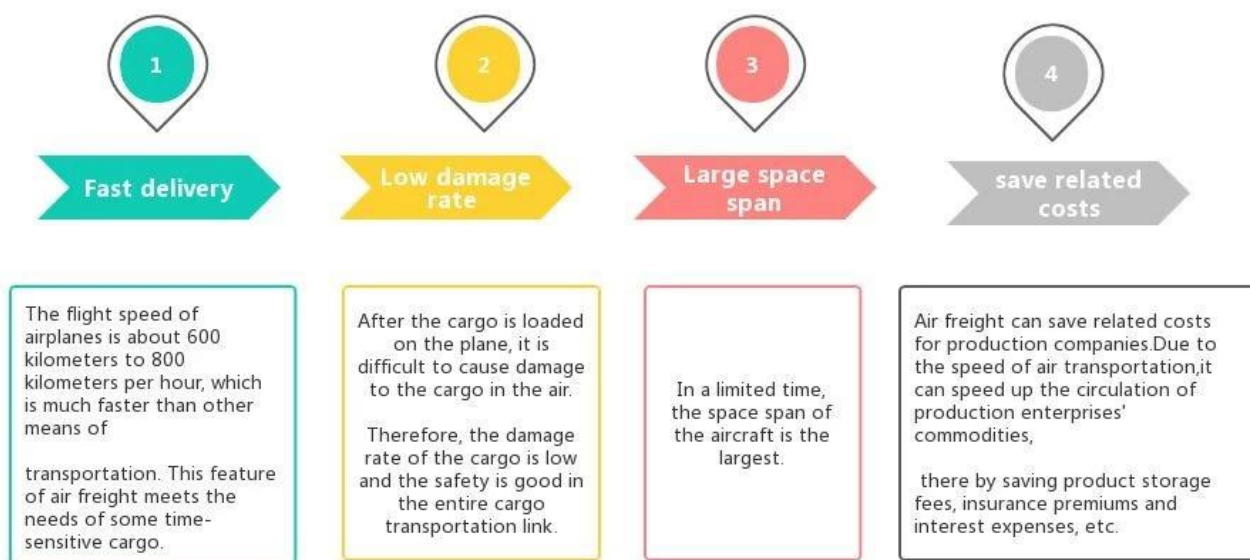 1
2
3
4
Fast delivery
Low damage
rate
Large space
span
save related
costs
The flight speed of
airplanes is about 600
kilometers to 800
kilometers per hour, which
is much faster than other
means of
transportation. This feature
of air freight meets the
needs of some time-
sensitive cargo.
After the cargo is loaded
on the plane, it is
difficult to cause damage
to the cargo in the air.
Therefore, the damage
rate of the cargo is low
and the safety is good in
the entire cargo
transportation link.
In a limited time,
the space span of
the aircraft is the
largest.
Air freight can save related costs
for production companies.Due to
the speed of air transportation,it
can speed up the circulation of
production enterprises'
commodities,
there by saving product storage
fees, insurance premiums and
interest expenses, etc.